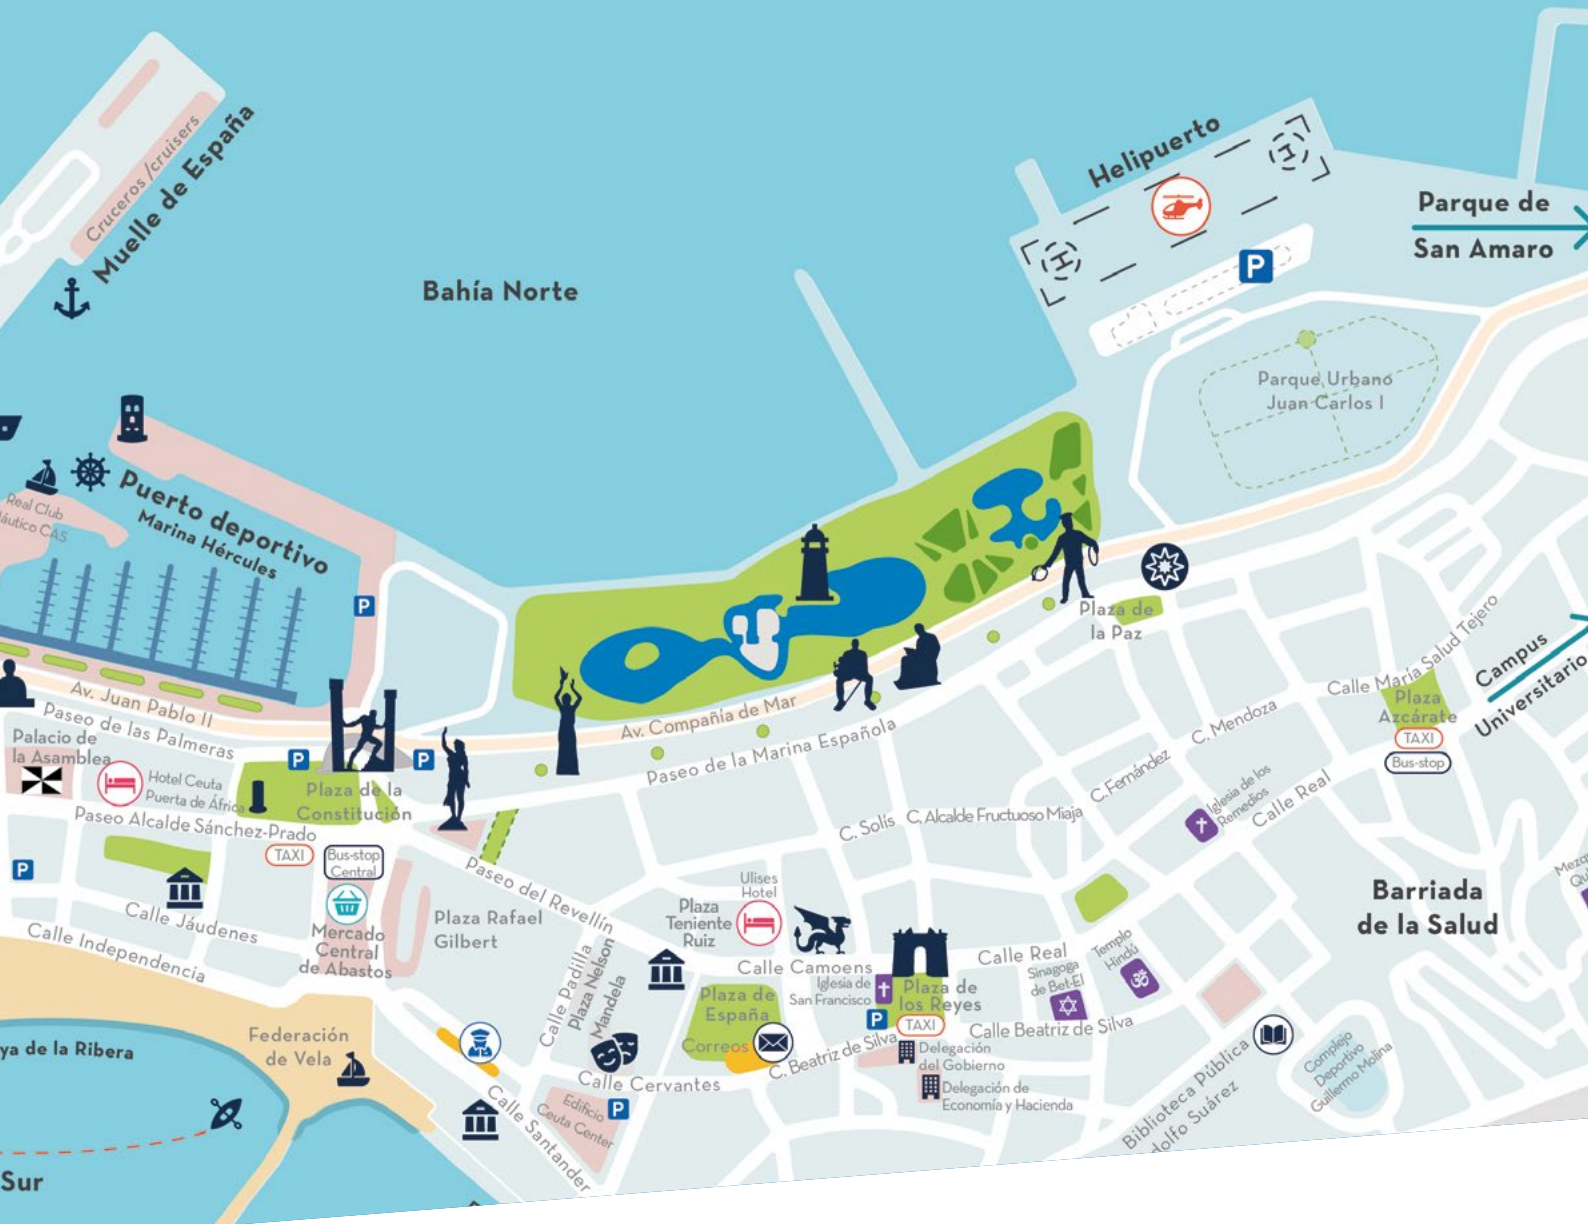 Cruceros /cruisers
Muelle de España
Bahía Norte
Helipuerto
H
H
P
Parque de
San Amaro
Parque Urbano
Juan Carlos I
Puerto deportivo
Marina Hércules
Real Club
Náutico CAS
P
Av. Juan Pablo II
Paseo de las Palmeras
Palacio de
la Asamblea
Hotel Ceuta
Puerta de África
Paseo Alcalde Sánchez-Prado
P
P
Plaza de la
Constitución
TAXI
Bus-stop
Central
P
Av. Compañía de Mar
Paseo de la Marina Española
Plaza de
la Paz
Calle María Salud Tejero
Campus
Universitario
Plaza
Azcárate
TAXI
Bus-stop
C. Mendoza
C. Fernández
C. Solis
C. Alcalde Fructuoso Miaja
Iglesia de los
Remedios
Calle Real
Barriada
de la Salud
Calle Jáudenes
Calle Independencia
Mercado
Central
de Abastos
Plaza Rafael
Gilbert
Paseo del Revellín
Ulises
Hotel
Plaza
Teniente
Ruiz
Calle Padilla
Plaza Nelson
Mandela
Calle Camoens
Iglesia de
San Francisco
Plaza de
los Reyes
P
TAXI
Calle Real
Sinagoga
de Bet-El
Templo
Hindú
Plaza de
España
Correos
C. Beatriz de Silva
Calle Beatriz de Silva
Delegación
del Gobierno
Delegación de
Economía y Hacienda
Calle Cervantes
Edificio
Ceuta Center
P
Calle Santander
Federación
de Vela
ya de la Ribera
Sur
Biblioteca Pública
dolfo Suárez
Complejo
Deportivo
Guillermo Molina